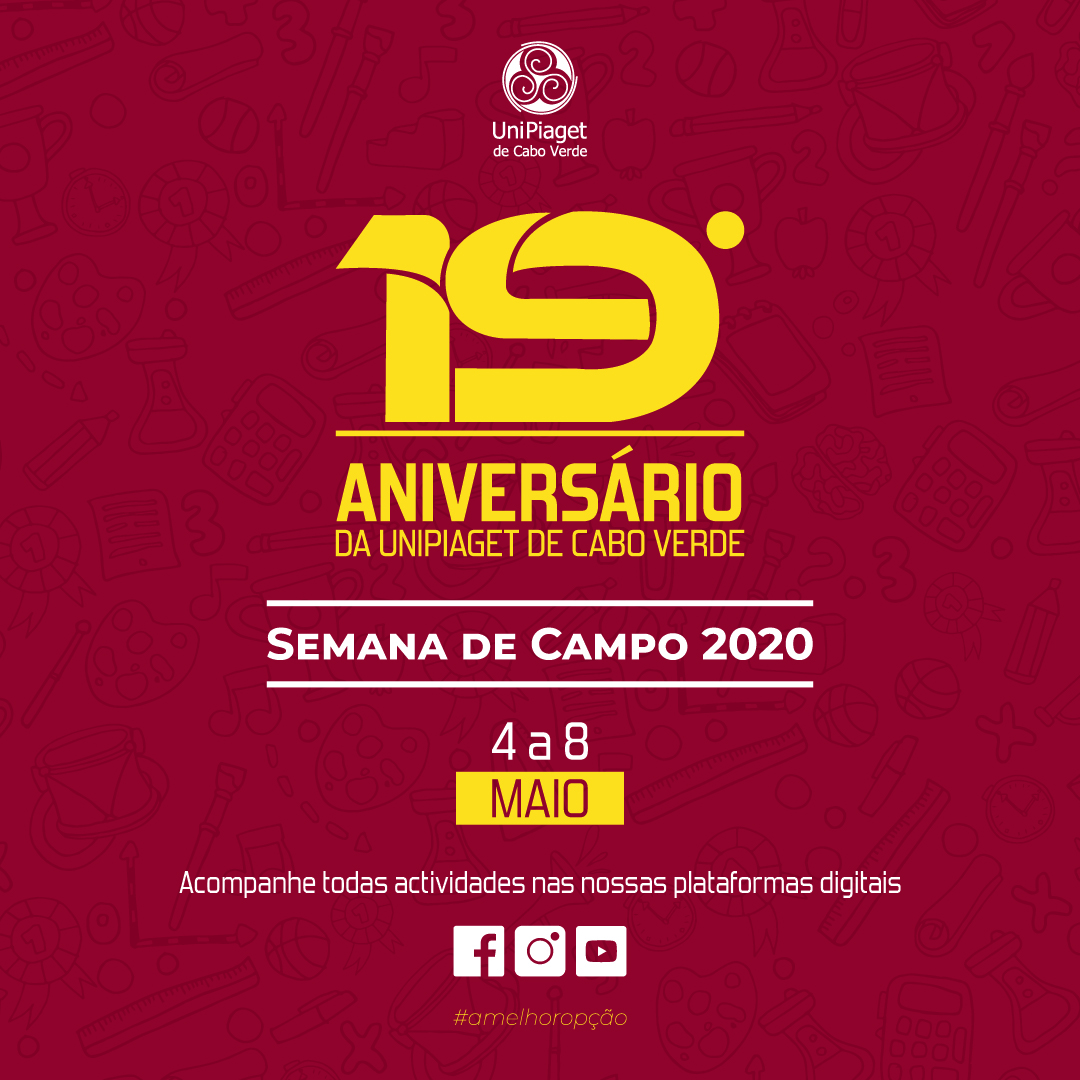 UniPiaget
de Cabo Verde
19º
ANIVERSÁRIO
DA UNIPIAGET DE CABO VERDE
SEMANA DE CAMPO 2020
4 a 8
MAIO
Acompanhe todas actividades nas nossas plataformas digitais
#amelhoropção